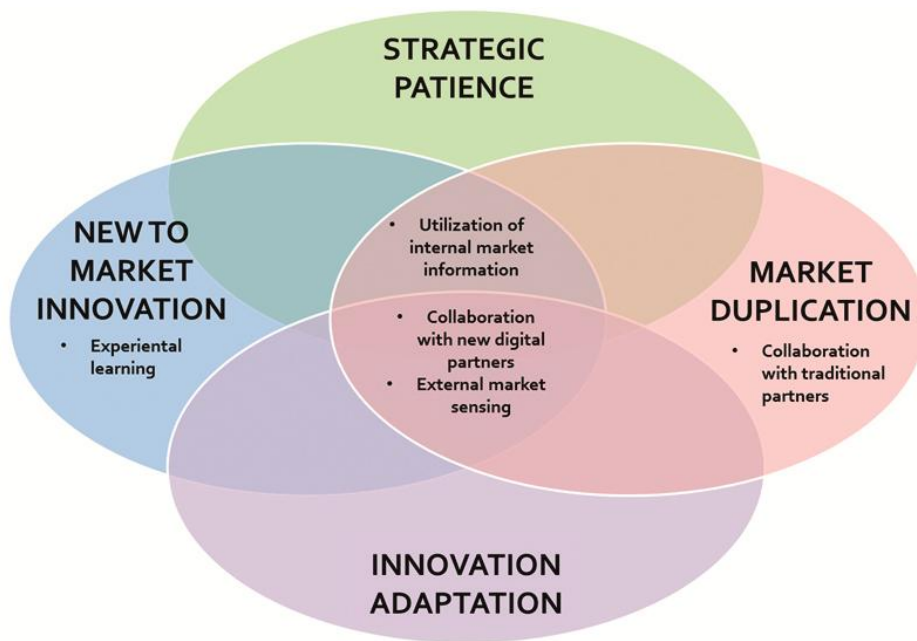 STRATEGIC
PATIENCE
• Utilization of
internal market
information
NEW TO
MARKET
INNOVATION
• Experiential
learning
• Collaboration
with new digital
partners
• External market
sensing
MARKET
DUPLICATION
• Collaboration
with traditional
partners
INNOVATION
ADAPTATION